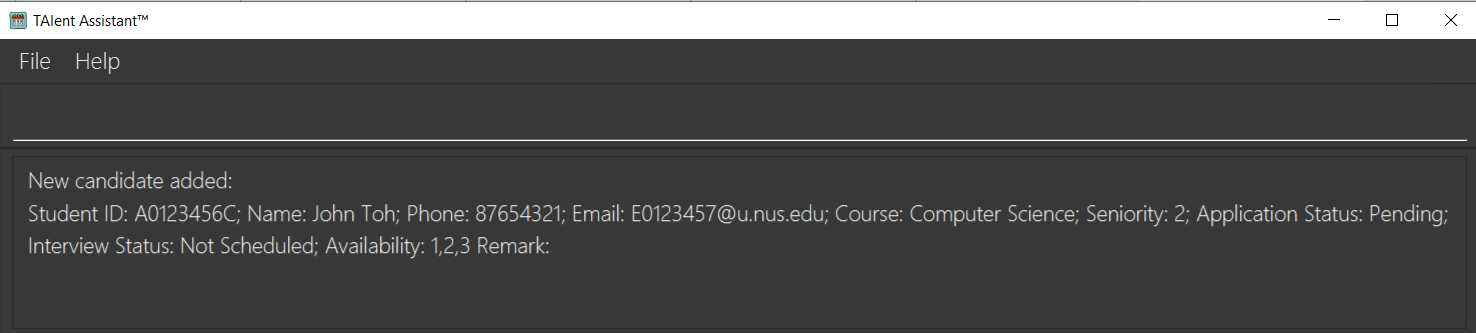 TAlent Assistant™
File Help
New candidate added:
Student ID: A0123456C; Name: John Toh; Phone: 87654321; Email: E0123457@u.nus.edu; Course: Computer Science; Seniority: 2; Application Status: Pending;
Interview Status: Not Scheduled; Availability: 1,2,3 Remark: